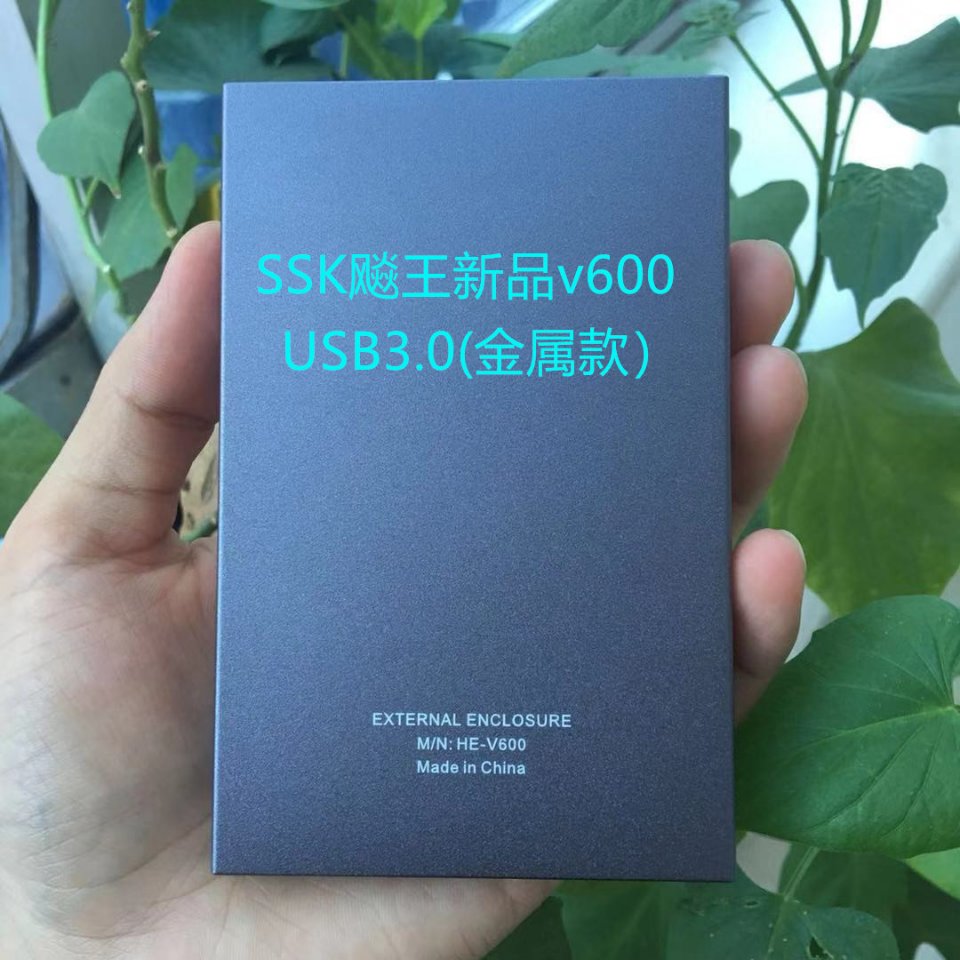 SSK飚王新品v600
USB3.0(金属款）
EXTERNAL ENCLOSURE
M/N: HE-V600
Made in China